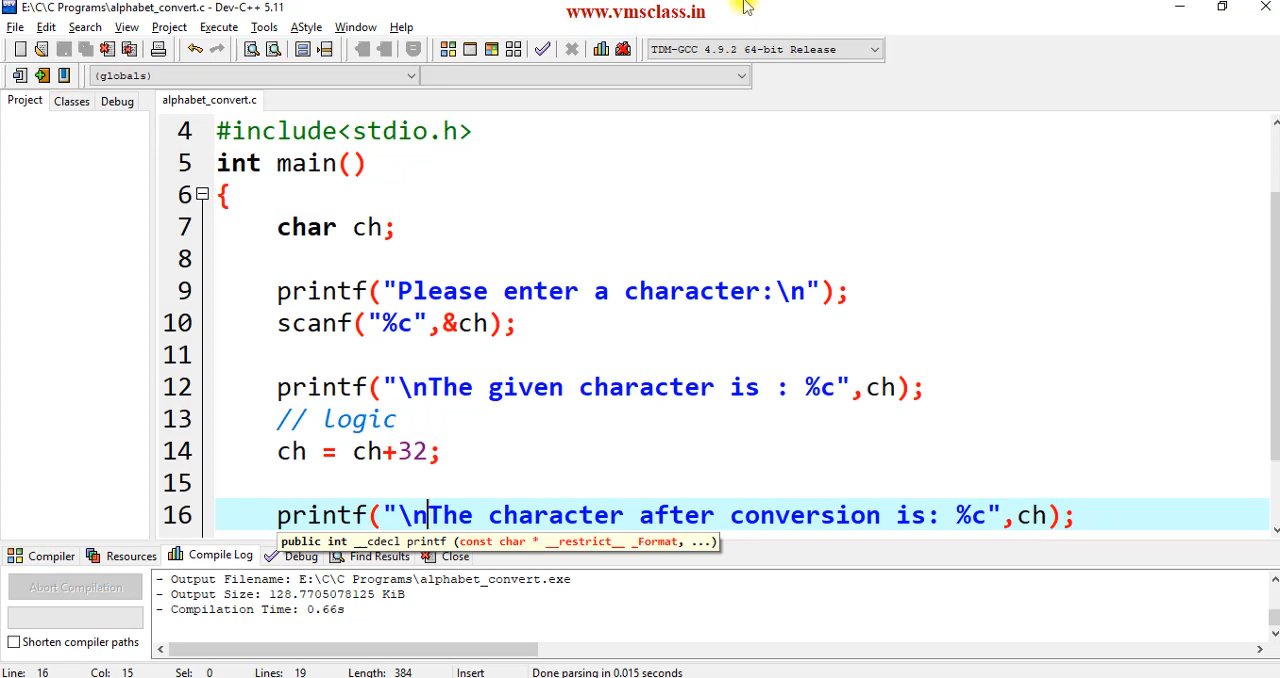 E:\C\C Programs\alphabet_convert.c - Dev-C++ 5.11
www.vmsclass.in
File Edit Search View Project Execute Tools AStyle Window Help
TDM-GCC 4.9.2 64-bit Release
(globals)
Project Classes Debug alphabet_convert.c
4 #include<stdio.h>
5 int main()
6 {
7 char ch;
8
9 printf("Please enter a character:\n");
10 scanf("%c",&ch);
11
12 printf("\nThe given character is : %c",ch);
13 // logic
14 ch = ch+32;
15
16 printf("\nThe character after conversion is: %c",ch);
public int __cdecl printf (const char * __restrict__ _Format, ...)
Compiler Resources Compile Log Debug Find Results Close
Abort Compilation
Shorten compiler paths
- Output Filename: E:\C\C Programs\alphabet_convert.exe
- Output Size: 128.7705078125 KiB
- Compilation Time: 0.66s
Line: 16 Col: 15 Sel: 0 Lines: 19 Length: 384 Insert Done parsing in 0.015 seconds